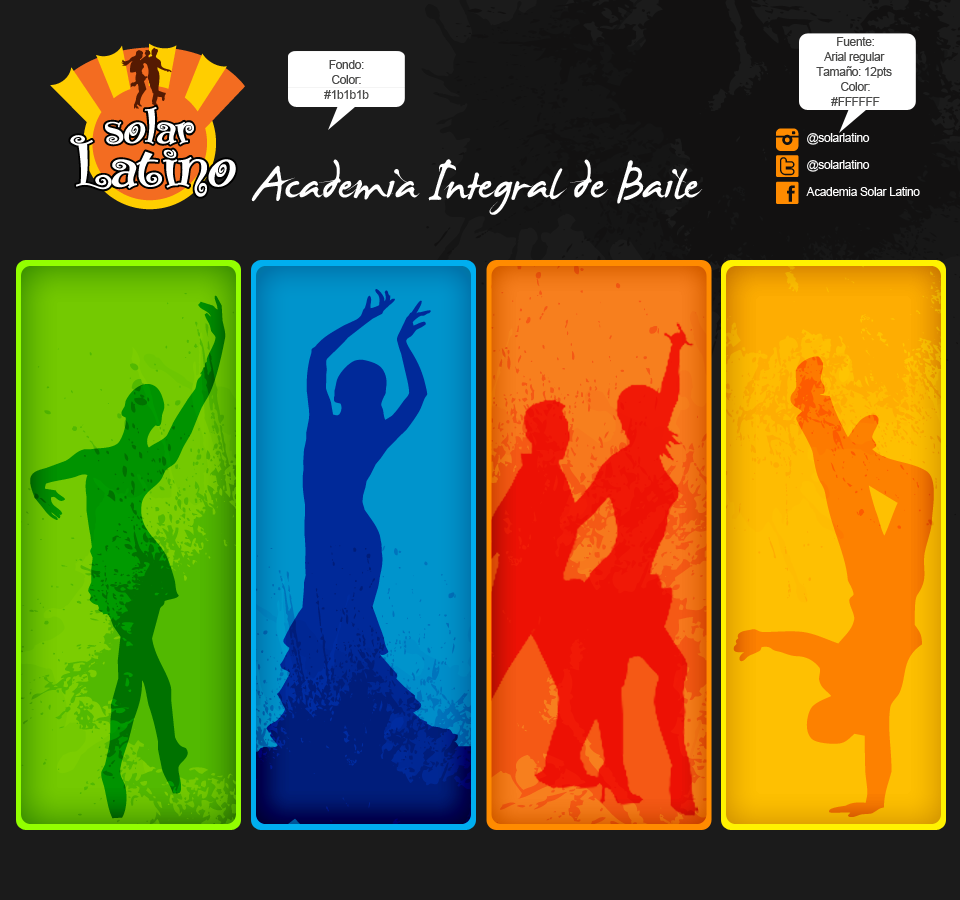 solar
Latino
Fondo:
Color:
#1b1b1b
Academia Integral de Baile
Fuente:
Arial regular
Tamaño: 12pts
Color:
#FFFFFF
@solarlatino
@solarlatino
Academia Solar Latino